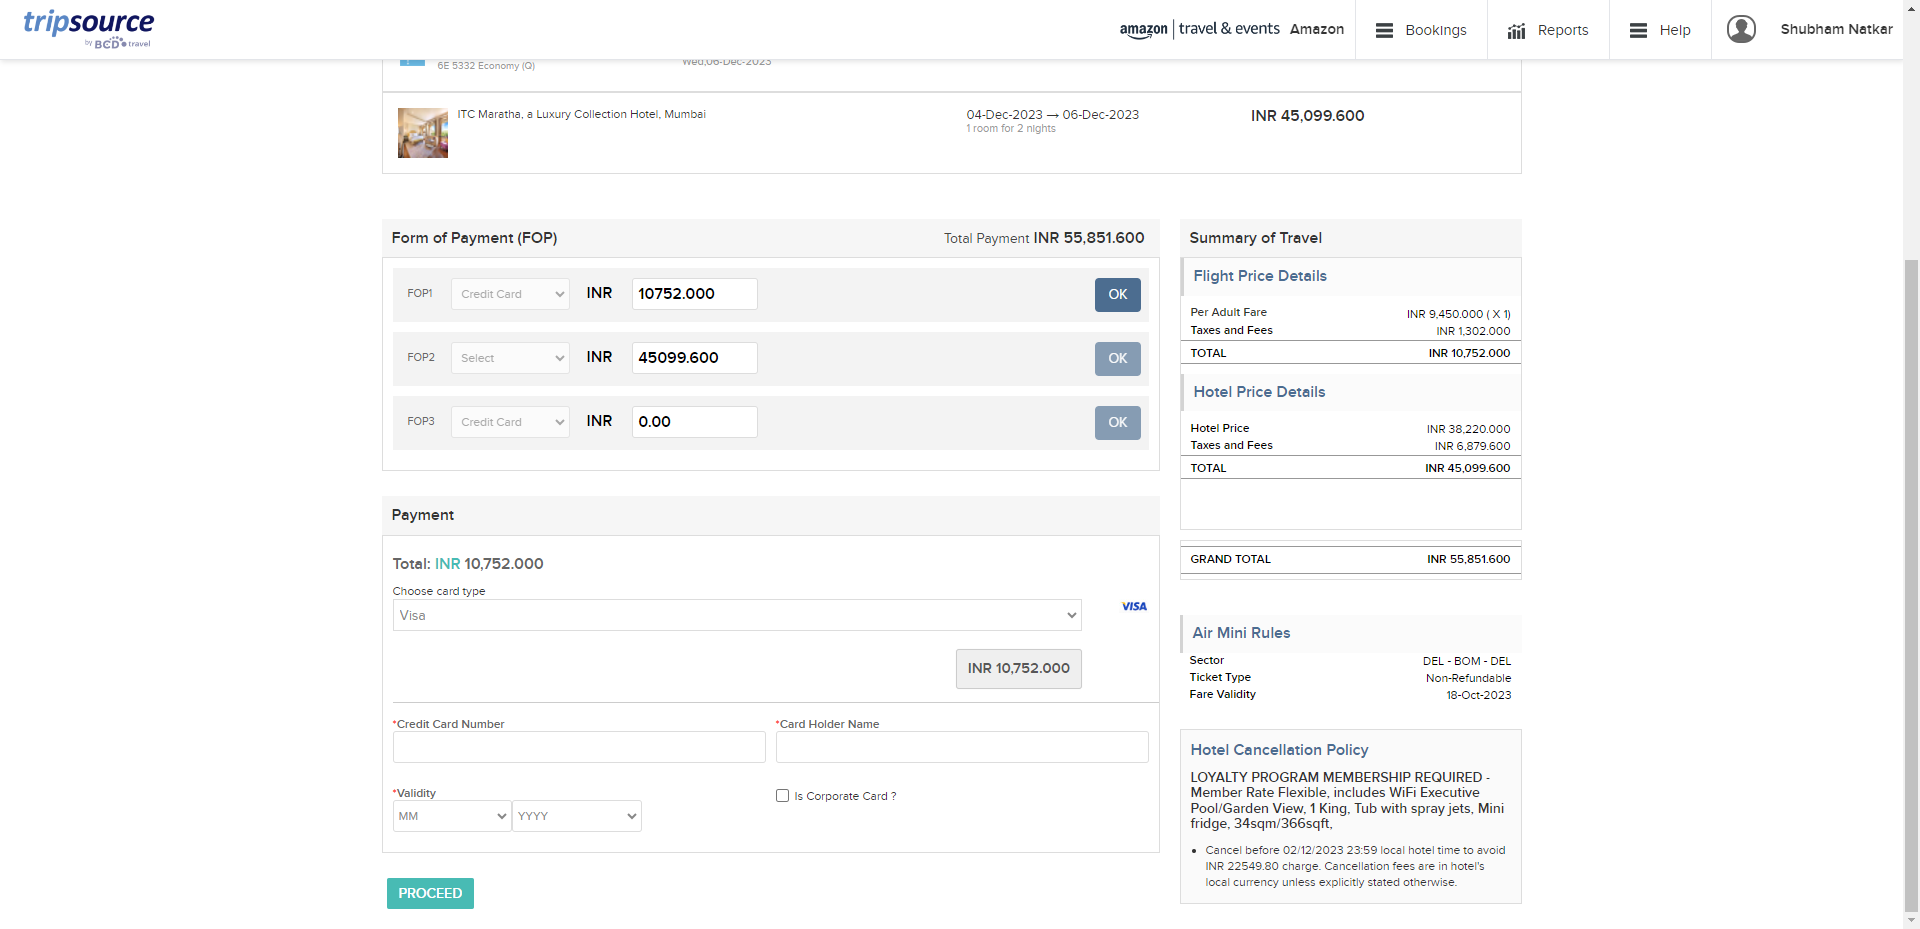 tripsource
by BCD travel
amazon travel & events Amazon
Bookings
Reports
Help
Shubham Natkar
6E 5332 Economy (Q)
Wed,06-Dec-2023
ITC Maratha, a Luxury Collection Hotel, Mumbai
04-Dec-2023 → 06-Dec-2023
INR 45,099.600
1 room for 2 nights
Form of Payment (FOP)
Total Payment INR 55,851.600
FOP1 Credit Card INR 10752.000 OK
FOP2 Select INR 45099.600 OK
FOP3 Credit Card INR 0.00 OK
Payment
Total: INR 10,752.000
Choose card type
Visa
VISA
INR 10,752.000
*Credit Card Number
*Card Holder Name
*Validity
MM YYYY
Is Corporate Card ?
PROCEED
Summary of Travel
Flight Price Details
Per Adult Fare INR 9,450.000 ( X 1)
Taxes and Fees INR 1,302.000
TOTAL INR 10,752.000
Hotel Price Details
Hotel Price INR 38,220.000
Taxes and Fees INR 6,879.600
TOTAL INR 45,099.600
GRAND TOTAL INR 55,851.600
Air Mini Rules
Sector DEL - BOM - DEL
Ticket Type Non-Refundable
Fare Validity 18-Oct-2023
Hotel Cancellation Policy
LOYALTY PROGRAM MEMBERSHIP REQUIRED -
Member Rate Flexible, includes WiFi Executive
Pool/Garden View, 1 King, Tub with spray jets, Mini
fridge, 34sqm/366sqft,
• Cancel before 02/12/2023 23:59 local hotel time to avoid
INR 22549.80 charge. Cancellation fees are in hotel's
local currency unless explicitly stated otherwise.